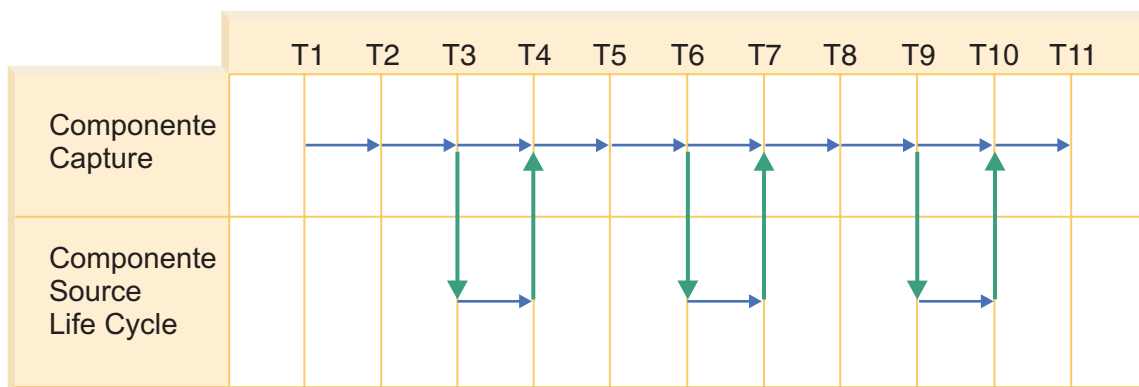 T1 T2 T3 T4 T5 T6 T7 T8 T9 T10 T11
Componente
Capture
Componente
Source
Life Cycle